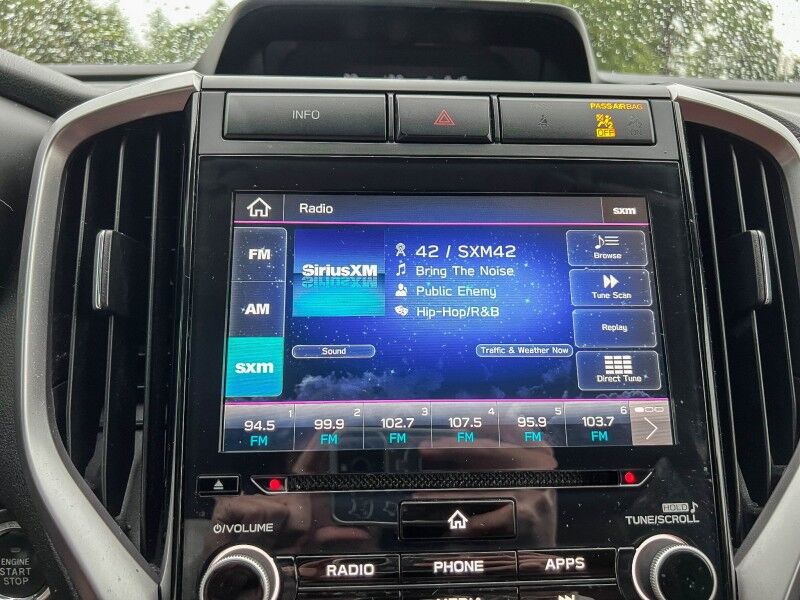 INFO
PASS AIRBAG
OFF
ON
Radio
sxm
FM
AM
sxm
SiriusXM
42 / SXM42
Bring The Noise
Public Enemy
Hip-Hop/R&B
Browse
Tune Scan
Replay
Direct Tune
Sound
Traffic & Weather Now
1 2 3 4 5 6
94.5 99.9 102.7 107.5 95.9 103.7
FM FM FM FM FM FM
VOLUME
HOLD
TUNE/SCROLL
ENGINE
START
STOP
RADIO PHONE APPS